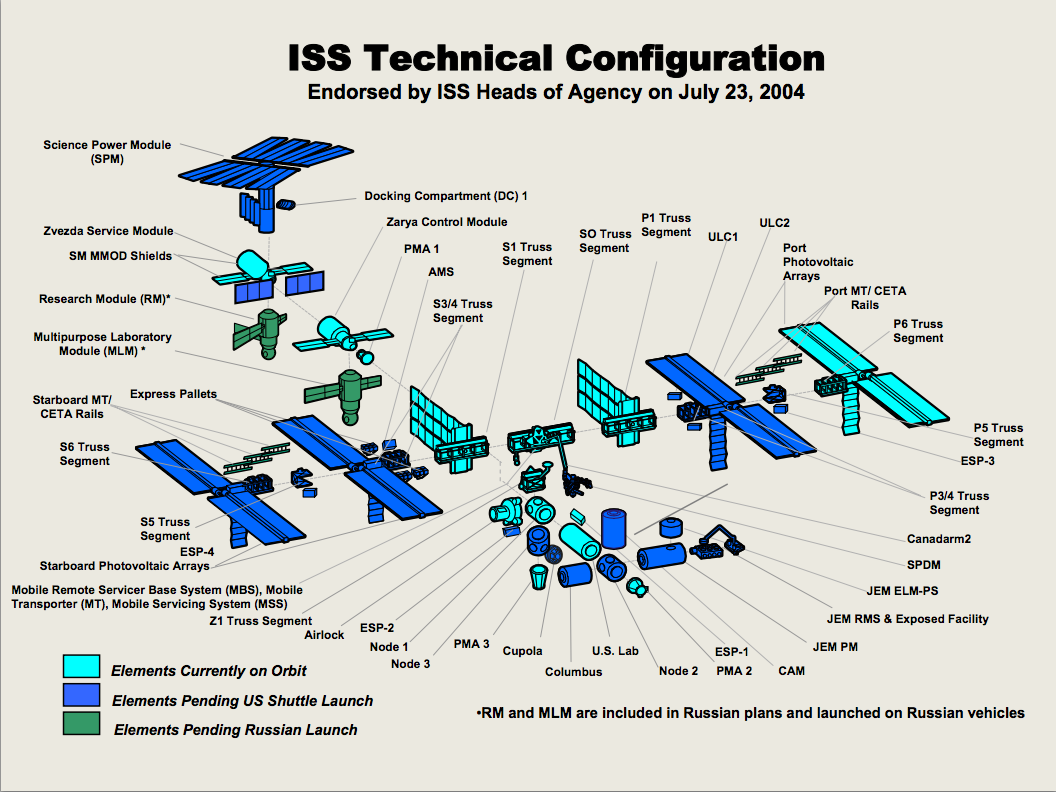 ISS Technical Configuration
Endorsed by ISS Heads of Agency on July 23, 2004
Science Power Module
(SPM)
Docking Compartment (DC) 1
Zvezda Service Module
SM MMOD Shields
Research Module (RM)*
Multipurpose Laboratory
Module (MLM) *
Zarya Control Module
PMA 1
AMS
S3/4 Truss
Segment
S1 Truss
Segment
SO Truss
Segment
P1 Truss
Segment
ULC1
ULC2
Port
Photovoltaic
Arrays
Port MT/ CETA
Rails
P6 Truss
Segment
Starboard MT/
CETA Rails
Express Pallets
S6 Truss
Segment
P5 Truss
Segment
ESP-3
P3/4 Truss
Segment
S5 Truss
Segment
ESP-4
Starboard Photovoltaic Arrays
Canadarm2
SPDM
JEM ELM-PS
JEM RMS & Exposed Facility
JEM PM
Mobile Remote Servicer Base System (MBS), Mobile
Transporter (MT), Mobile Servicing System (MSS)
Z1 Truss Segment
Airlock
ESP-2
Node 1
Node 3
PMA 3
Cupola
Columbus
U.S. Lab
Node 2
ESP-1
PMA 2
CAM
Elements Currently on Orbit
Elements Pending US Shuttle Launch
Elements Pending Russian Launch
•RM and MLM are included in Russian plans and launched on Russian vehicles